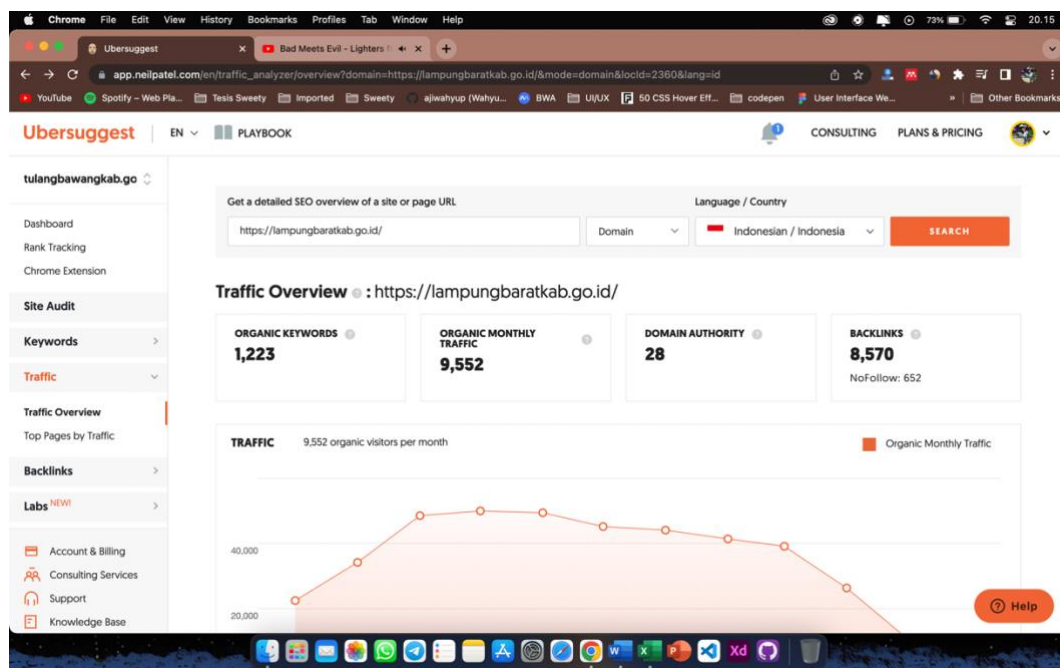 Chrome File Edit View History Bookmarks Profiles Tab Window Help 73% 20.15
Ubersuggest Bad Meets Evil - Lighters
app.neilpatel.com/en/traffic_analyzer/overview?domain=https://lampungbaratkab.go.id/&mode=domain&locId=2360&lang=id
YouTube Spotify – Web Pla... Tesis Sweety Imported Sweety ajiwahyup (Wahyu... BWA UI/UX 50 CSS Hover Eff... codepen User Interface We... » Other Bookmarks
Ubersuggest EN PLAYBOOK 1 CONSULTING PLANS & PRICING
tulangbawangkab.go
Dashboard
Rank Tracking
Chrome Extension
Site Audit
Keywords
Traffic
Traffic Overview
Top Pages by Traffic
Backlinks
Labs NEW!
Account & Billing
Consulting Services
Support
Knowledge Base
Get a detailed SEO overview of a site or page URL Language / Country
https://lampungbaratkab.go.id/ Domain Indonesian / Indonesia SEARCH
Traffic Overview : https://lampungbaratkab.go.id/
ORGANIC KEYWORDS
1,223
ORGANIC MONTHLY
TRAFFIC
9,552
DOMAIN AUTHORITY
28
BACKLINKS
8,570
NoFollow: 652
TRAFFIC 9,552 organic visitors per month Organic Monthly Traffic
40,000
20,000
Help
W X P Xd